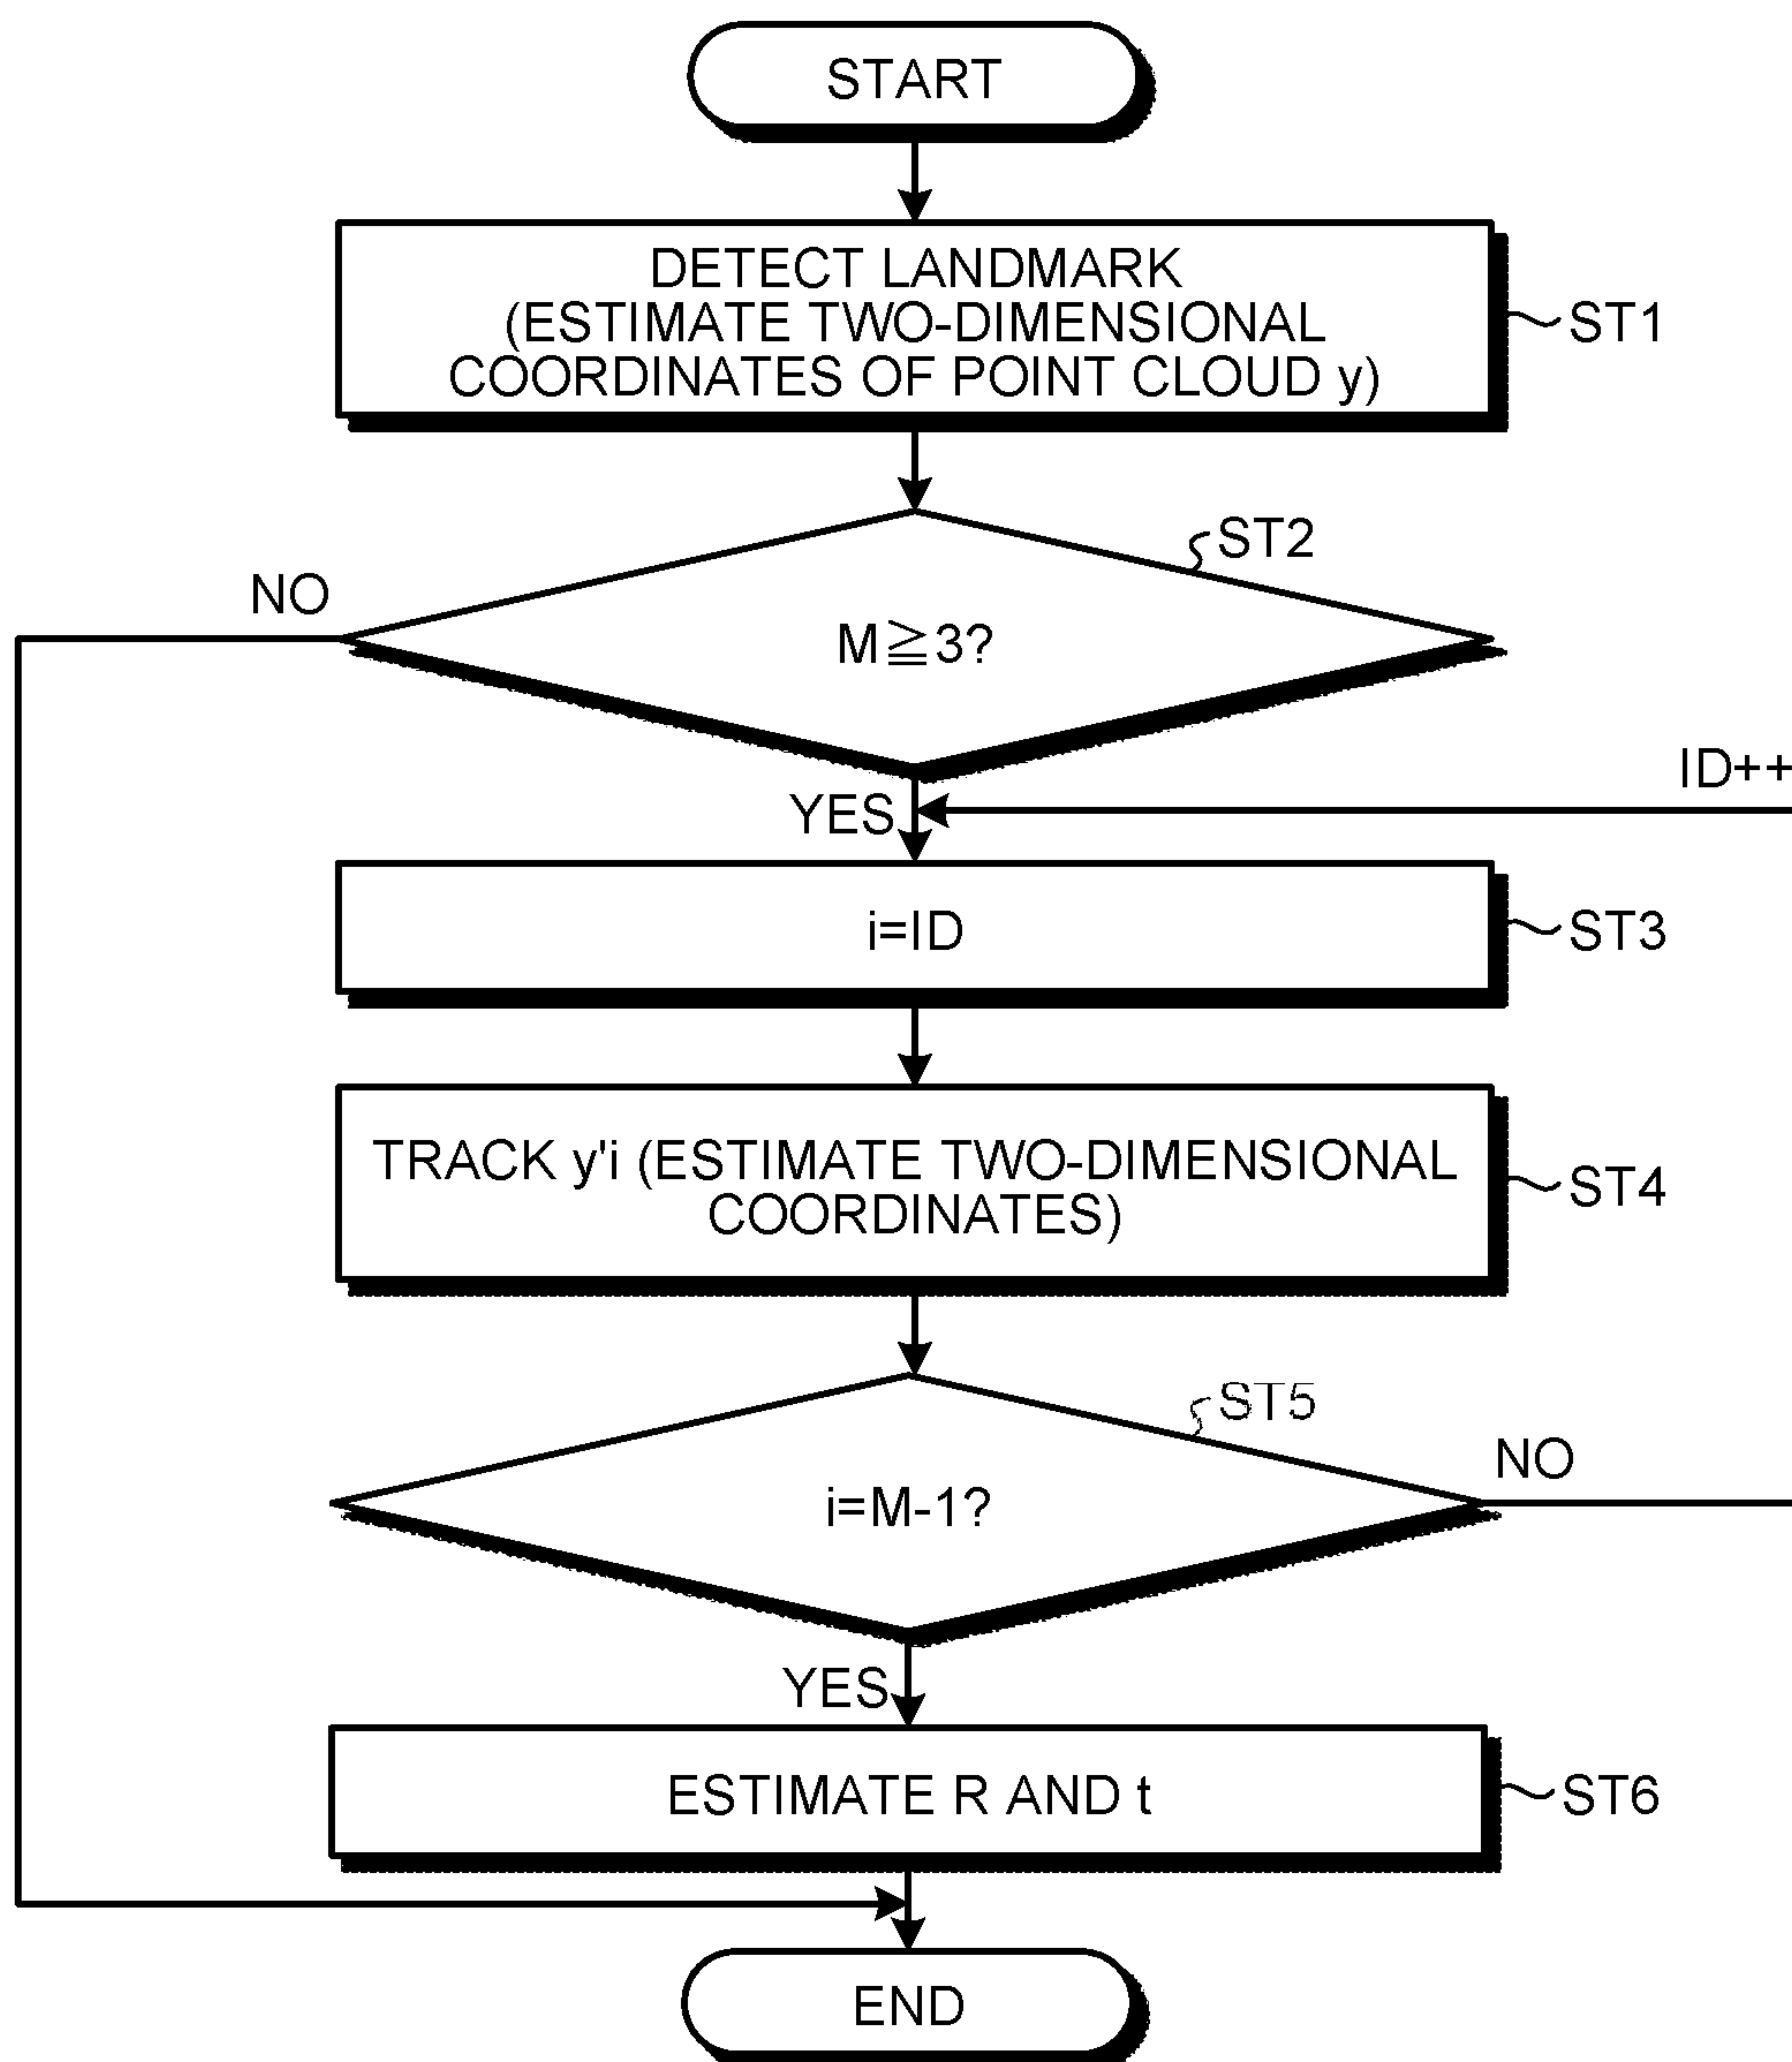 START
DETECT LANDMARK
(ESTIMATE TWO-DIMENSIONAL
COORDINATES OF POINT CLOUD y)
ST1
ST2
NO
M≧3?
ID++
YES
i=ID
ST3
TRACK y'i (ESTIMATE TWO-DIMENSIONAL
COORDINATES)
ST4
ST5
NO
i=M-1?
YES
ESTIMATE R AND t
ST6
END